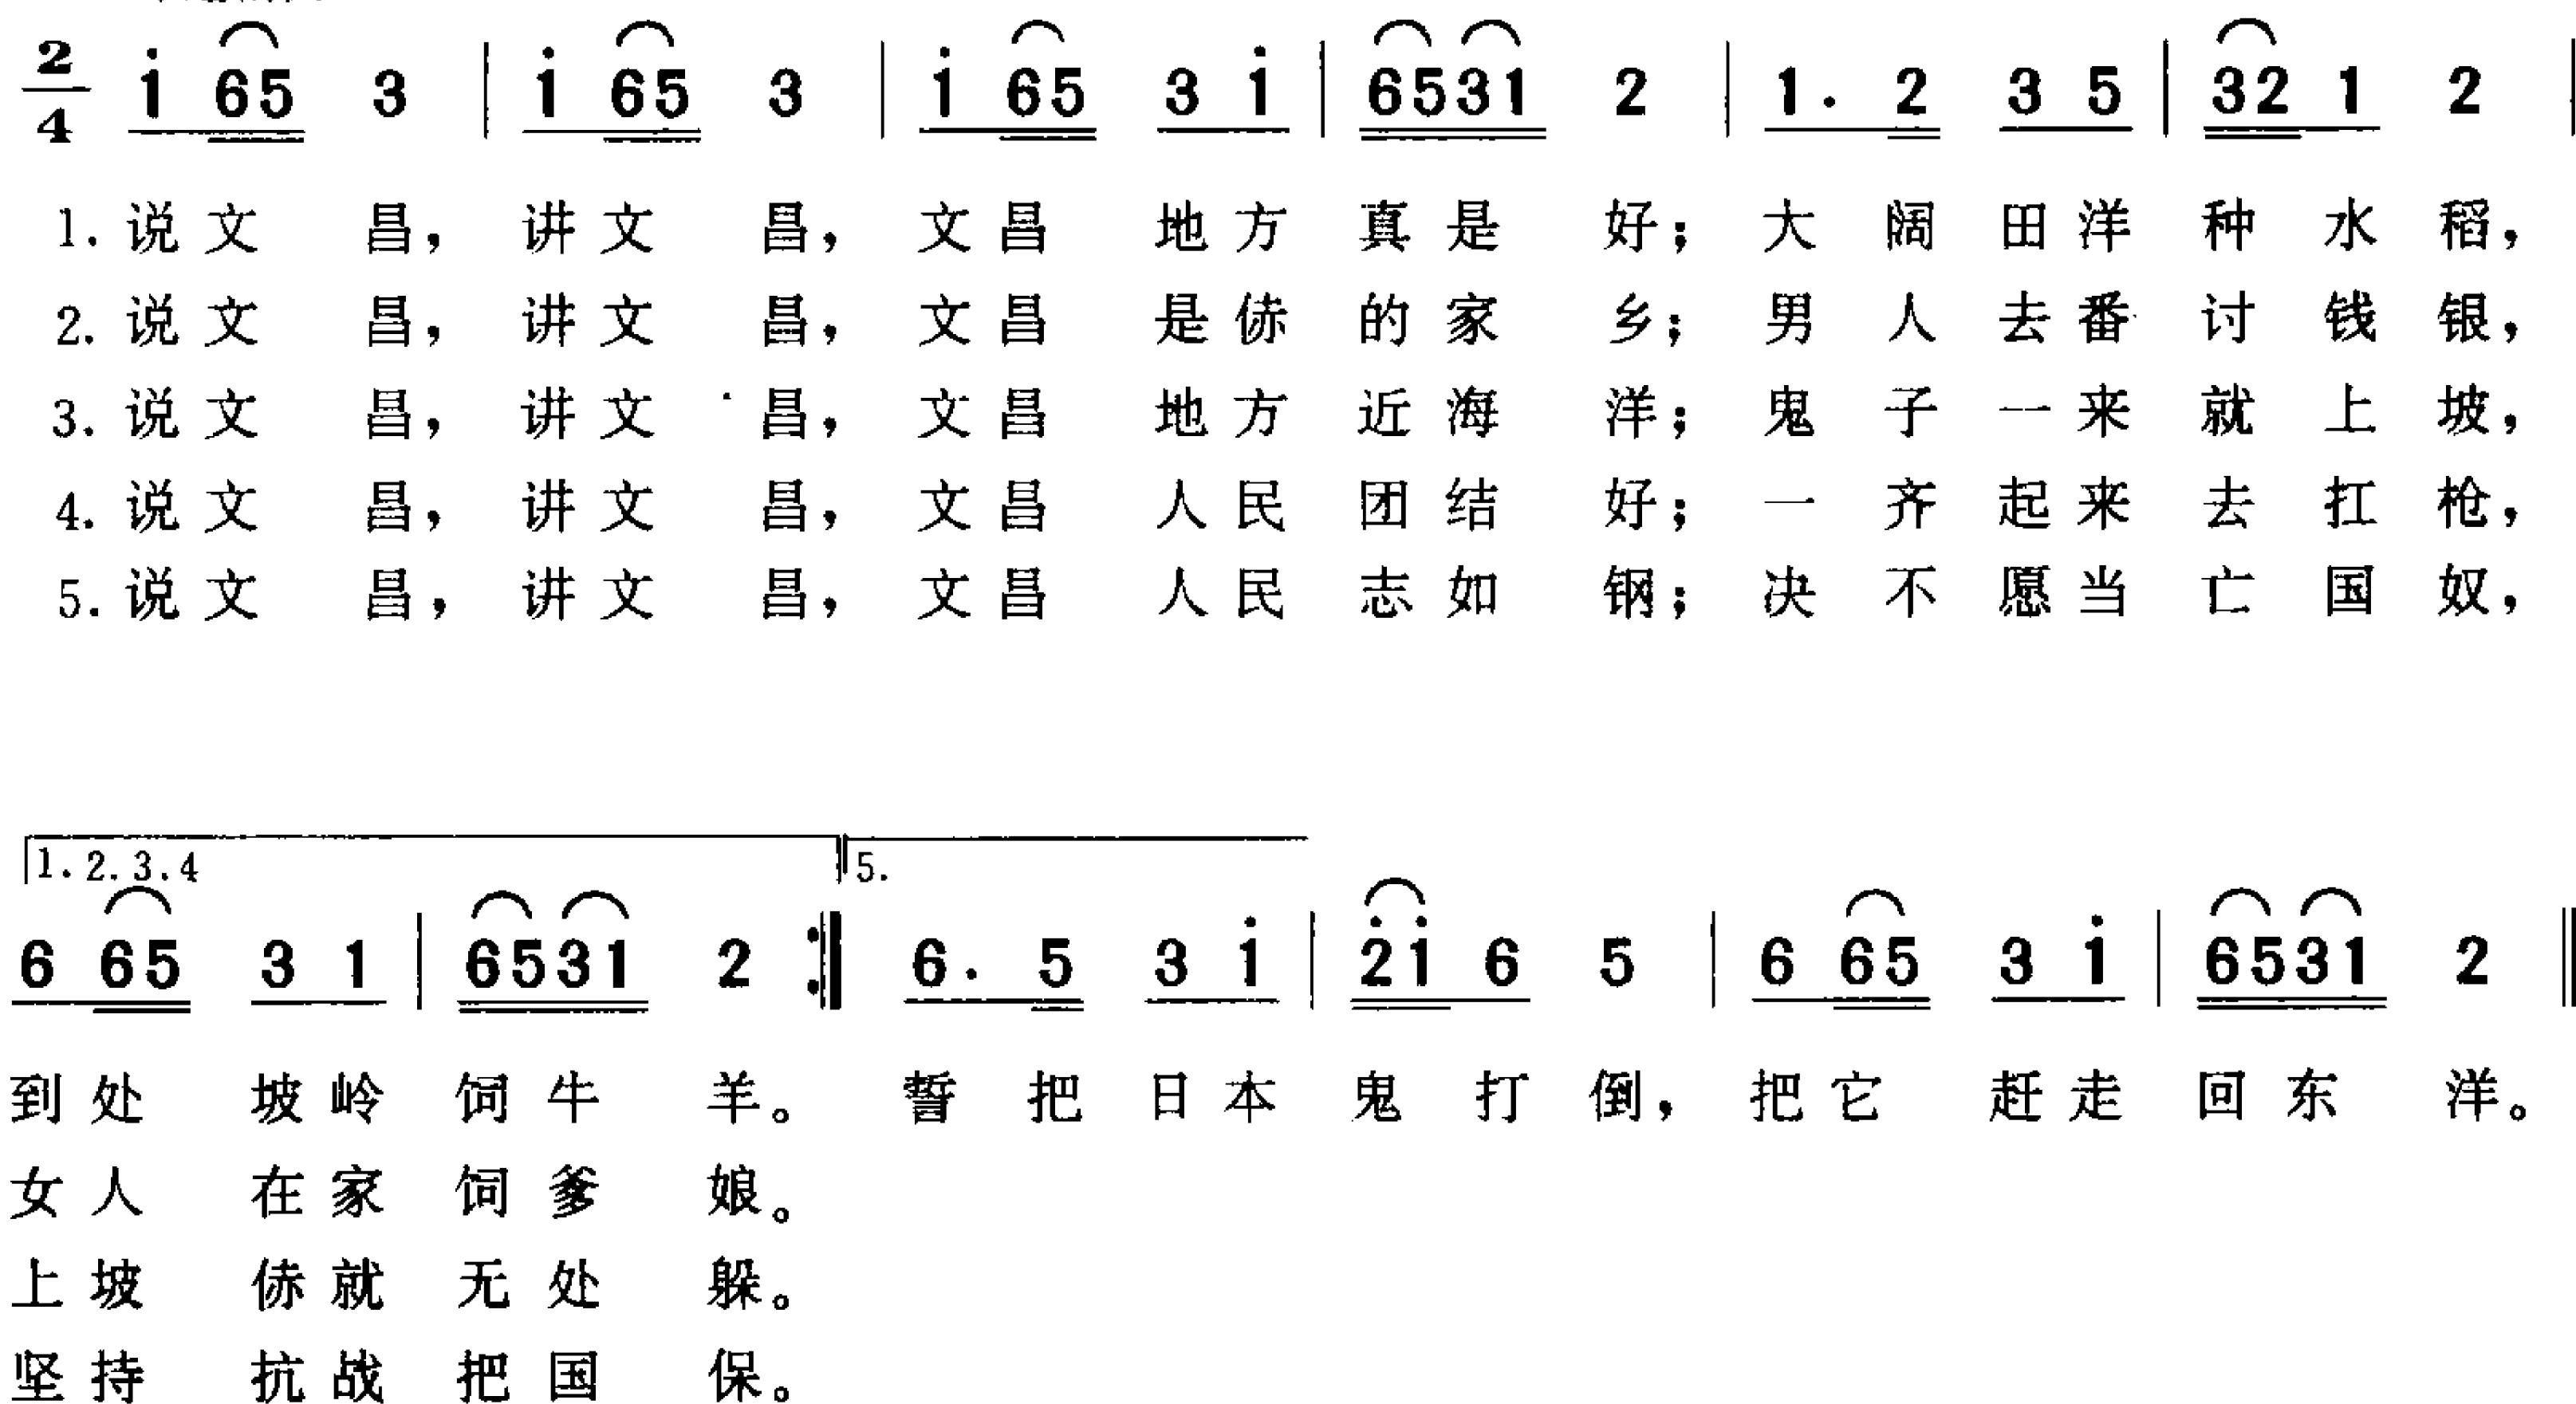 2/4 i 65 3 | i 65 3 | i 65 3 i | 6531 2 | 1. 2 3 5 | 32 1 2 |
1. 说文 昌，讲文 昌，文昌 地方 真是 好；大 阔 田洋 种 水 稻，
2. 说文 昌，讲文 昌，文昌 是㑚 的家 乡；男 人 去番 讨 钱 银，
3. 说文 昌，讲文 昌，文昌 地方 近海 洋；鬼 子 一来 就 上 坡，
4. 说文 昌，讲文 昌，文昌 人民 团结 好；一 齐 起来 去 扛 枪，
5. 说文 昌，讲文 昌，文昌 人民 志如 钢；决 不 愿当 亡 国 奴，
1.2.3.4 5.
6 65 3 1 | 6531 2 :‖ 6. 5 3 i | 2̇i 6 5 | 6 65 3 i | 6531 2 ‖
到处 坡岭 饲牛 羊。 誓 把 日本 鬼 打 倒，把它 赶走 回东 洋。
女人 在家 饲爹 娘。
上坡 㑚就 无处 躲。
坚持 抗战 把国 保。